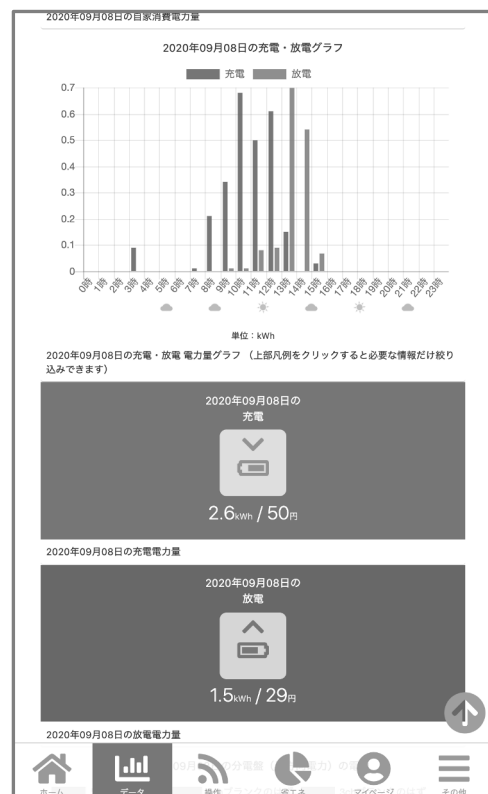 2020年09月08日の自家消費電力量
2020年09月08日の充電・放電グラフ
充電 放電
0.7
0.6
0.5
0.4
0.3
0.2
0.1
0
0時 1時 2時 3時 4時 5時 6時 7時 8時 9時 10時 11時 12時 13時 14時 15時 16時 17時 18時 19時 20時 21時 22時 23時
単位：kWh
2020年09月08日の充電・放電 電力量グラフ （上部凡例をクリックすると必要な情報だけ絞り
込みできます）
2020年09月08日の
充電
2.6kWh / 50円
2020年09月08日の充電電力量
2020年09月08日の
放電
1.5kWh / 29円
2020年09月08日の放電電力量
ホーム データ 操作 省エネ マイページ その他